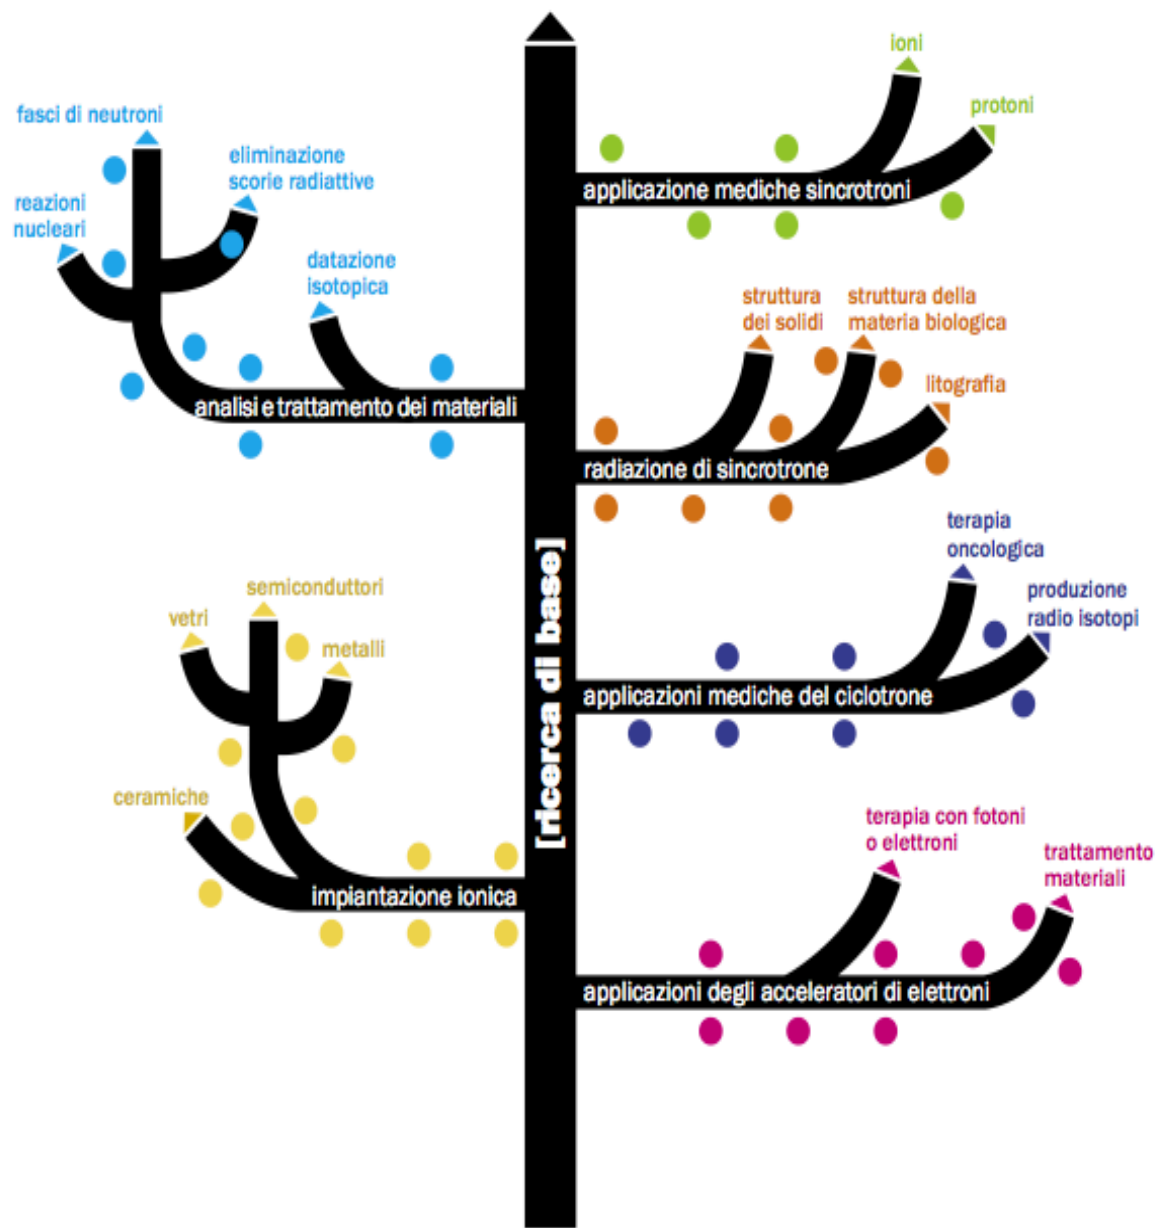 fasci di neutroni
eliminazione
scorie radiattive
reazioni
nucleari
datazione
isotopica
analisi e trattamento dei materiali
semiconduttori
vetri
metalli
ceramiche
impiantazione ionica
[ricerca di base]
ioni
protoni
applicazione mediche sincrotroni
struttura
dei solidi
struttura della
materia biologica
litografia
radiazione di sincrotrone
terapia
oncologica
produzione
radio isotopi
applicazioni mediche del ciclotrone
terapia con fotoni
o elettroni
trattamento
materiali
applicazioni degli acceleratori di elettroni